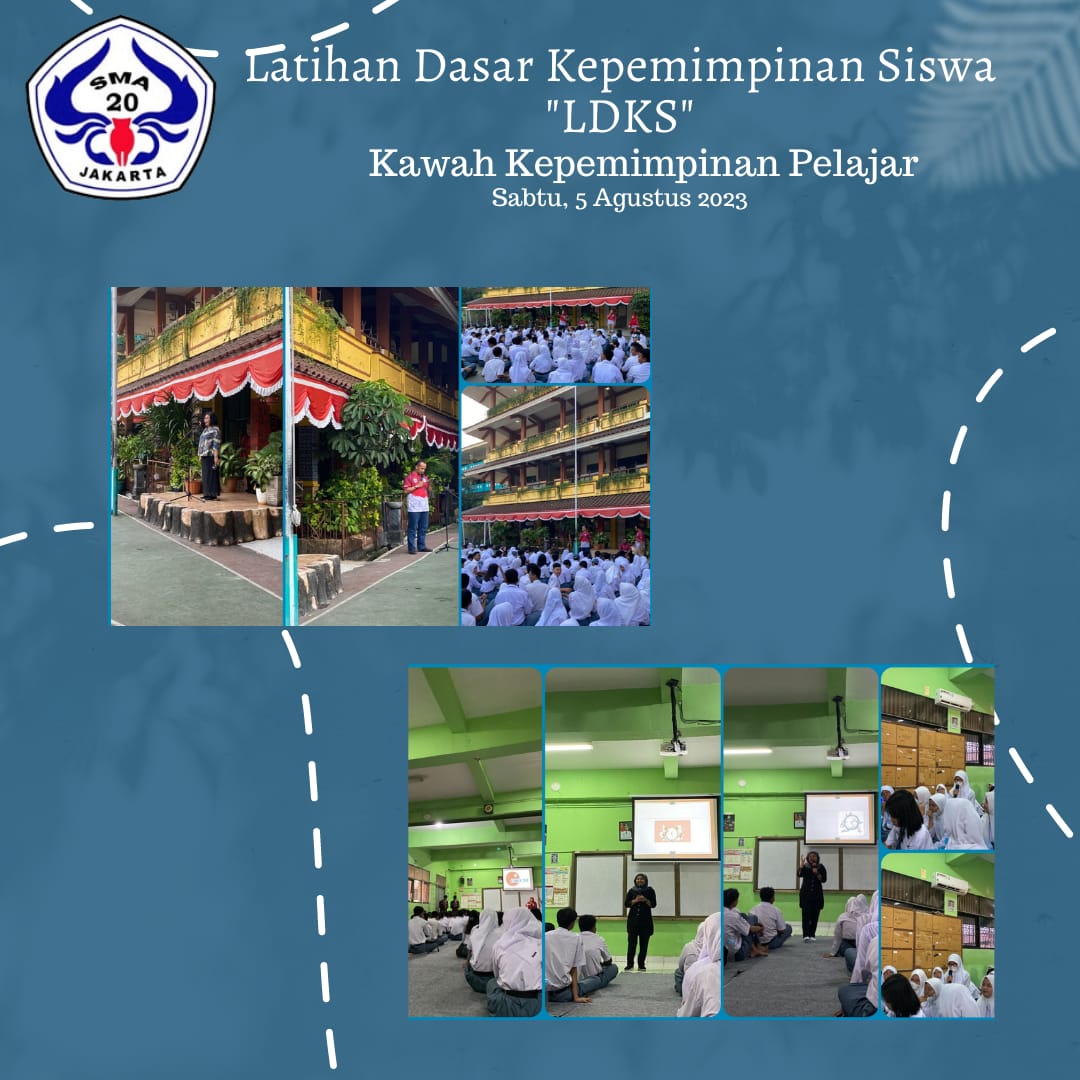 SMA
20
JAKARTA
Latihan Dasar Kepemimpinan Siswa
"LDKS"
Kawah Kepemimpinan Pelajar
Sabtu, 5 Agustus 2023